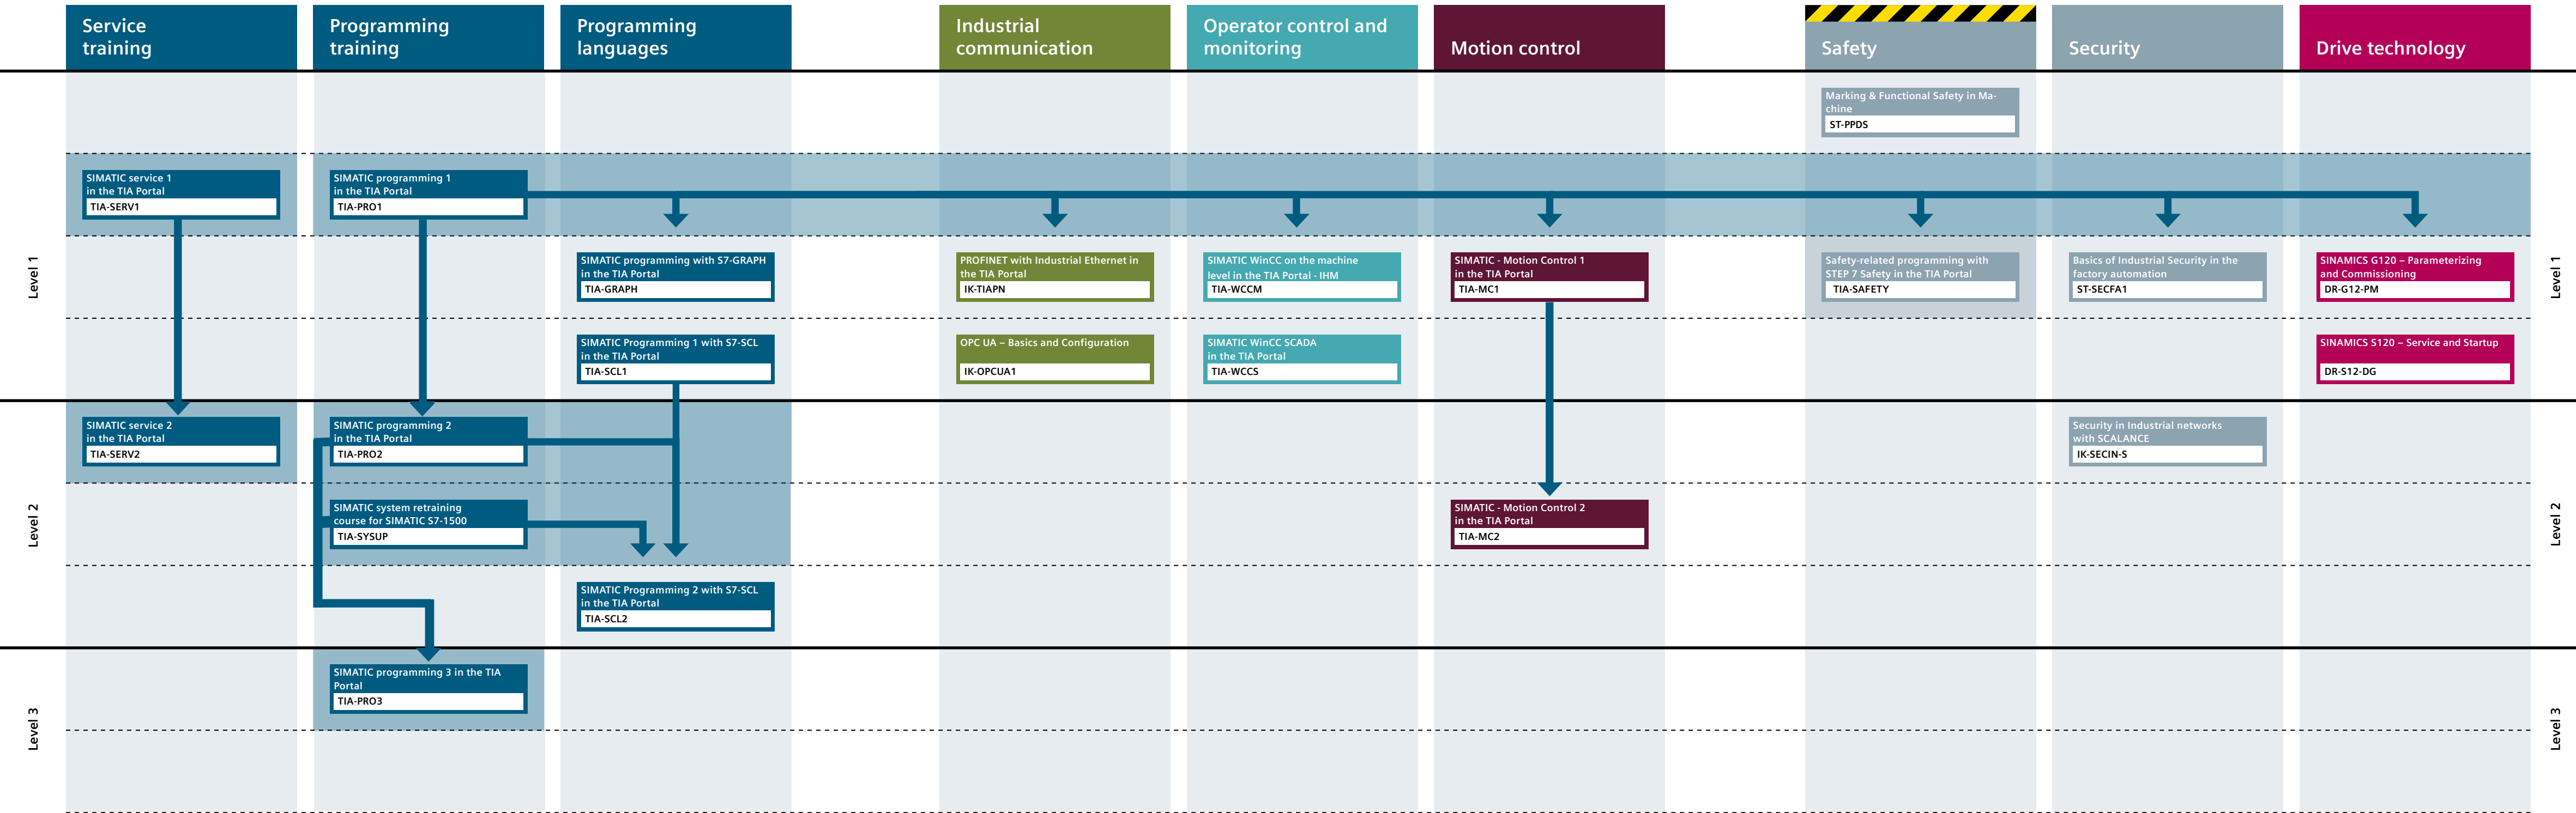 Service
training
Programming
training
Programming
languages
Industrial
communication
Operator control and
monitoring
Motion control
Safety
Security
Drive technology
Marking & Functional Safety in Ma-
chine
ST-PPDS
Level 1
SIMATIC service 1
in the TIA Portal
TIA-SERV1
SIMATIC programming 1
in the TIA Portal
TIA-PRO1
SIMATIC programming with S7-GRAPH
in the TIA Portal
TIA-GRAPH
PROFINET with Industrial Ethernet in
the TIA Portal
IK-TIAPN
SIMATIC WinCC on the machine
level in the TIA Portal - IHM
TIA-WCCM
SIMATIC - Motion Control 1
in the TIA Portal
TIA-MC1
Safety-related programming with
STEP 7 Safety in the TIA Portal
TIA-SAFETY
Basics of Industrial Security in the
factory automation
ST-SECFA1
SINAMICS G120 – Parameterizing
and Commissioning
DR-G12-PM
Level 1
SIMATIC Programming 1 with S7-SCL
in the TIA Portal
TIA-SCL1
OPC UA – Basics and Configuration
IK-OPCUA1
SIMATIC WinCC SCADA
in the TIA Portal
TIA-WCCS
SINAMICS S120 – Service and Startup
DR-S12-DG
Level 2
SIMATIC service 2
in the TIA Portal
TIA-SERV2
SIMATIC programming 2
in the TIA Portal
TIA-PRO2
Security in Industrial networks
with SCALANCE
IK-SECIN-S
SIMATIC system retraining
course for SIMATIC S7-1500
TIA-SYSUP
SIMATIC - Motion Control 2
in the TIA Portal
TIA-MC2
Level 2
SIMATIC Programming 2 with S7-SCL
in the TIA Portal
TIA-SCL2
Level 3
SIMATIC programming 3 in the TIA
Portal
TIA-PRO3
Level 3